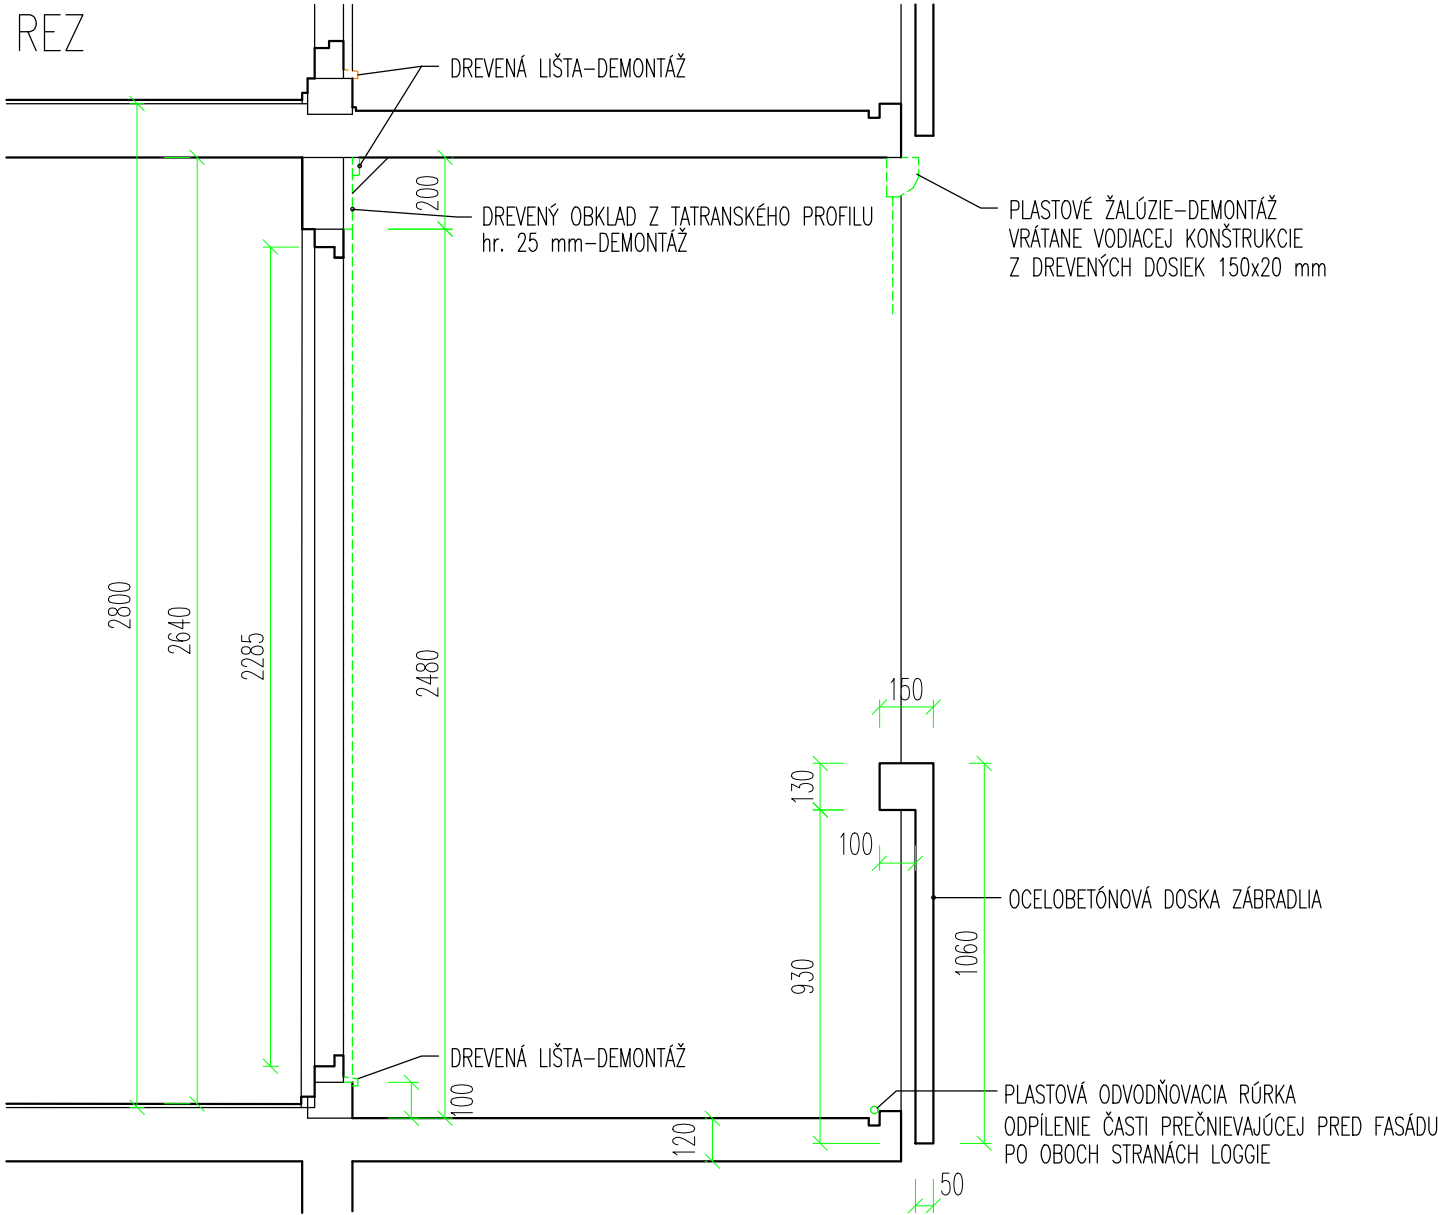 REZ
DREVENÁ LIŠTA-DEMONTÁŽ
200
DREVENÝ OBKLAD Z TATRANSKÉHO PROFILU
hr. 25 mm-DEMONTÁŽ
PLASTOVÉ ŽALÚZIE-DEMONTÁŽ
VRÁTANE VODIACEJ KONŠTRUKCIE
Z DREVENÝCH DOSIEK 150x20 mm
2800
2640
2285
2480
150
130
100
OCELOBETÓNOVÁ DOSKA ZÁBRADLIA
930
1060
DREVENÁ LIŠTA-DEMONTÁŽ
100
120
PLASTOVÁ ODVODŇOVACIA RÚRKA
ODPÍLENIE ČASTI PREČNIEVAJÚCEJ PRED FASÁDU
PO OBOCH STRANÁCH LOGGIE
50